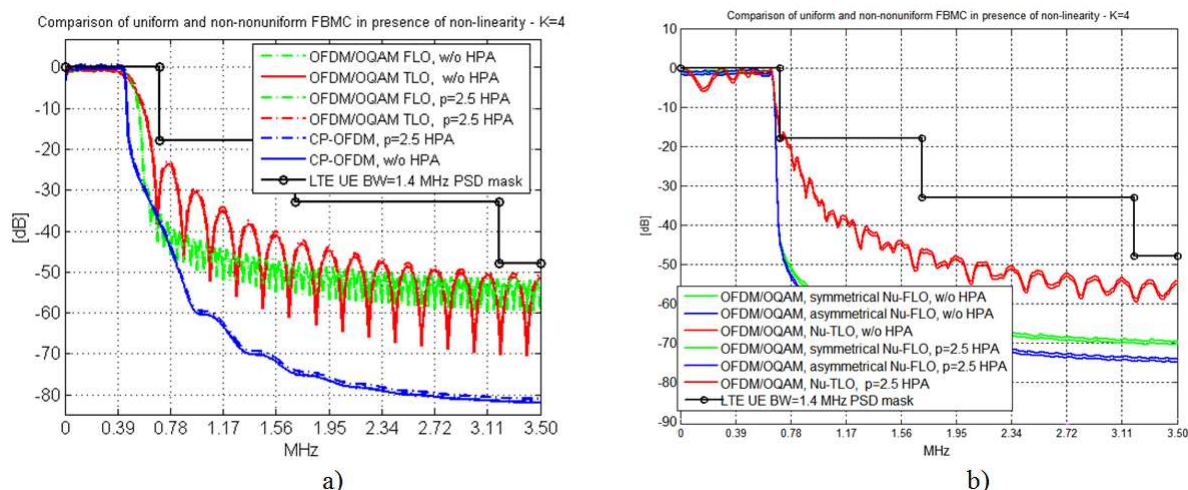 Comparison of uniform and non-nonuniform FBMC in presence of non-linearity - K=4
OFDM/OQAM FLO, w/o HPA
OFDM/OQAM TLO, w/o HPA
OFDM/OQAM FLO, p=2.5 HPA
OFDM/OQAM TLO, p=2.5 HPA
CP-OFDM, p=2.5 HPA
CP-OFDM, w/o HPA
LTE UE BW=1.4 MHz PSD mask
[dB]
0
-10
-20
-30
-40
-50
-60
-70
-80
0 0.39 0.78 1.17 1.56 1.95 2.34 2.72 3.11 3.50
MHz
a)
Comparison of uniform and non-nonuniform FBMC in presence of non-linearity - K=4
[dB]
0
-10
-20
-30
-40
-50
-60
-70
-80
-90
OFDM/OQAM, symmetrical Nu-FLO, w/o HPA
OFDM/OQAM, asymmetrical Nu-FLO, w/o HPA
OFDM/OQAM, Nu-TLO, w/o HPA
OFDM/OQAM, symmetrical Nu-FLO, p=2.5 HPA
OFDM/OQAM, asymmetrical Nu-FLO, p=2.5 HPA
OFDM/OQAM, Nu-TLO, p=2.5 HPA
LTE UE BW=1.4 MHz PSD mask
0 0.39 0.78 1.17 1.56 1.95 2.34 2.72 3.11 3.50
MHz
b)